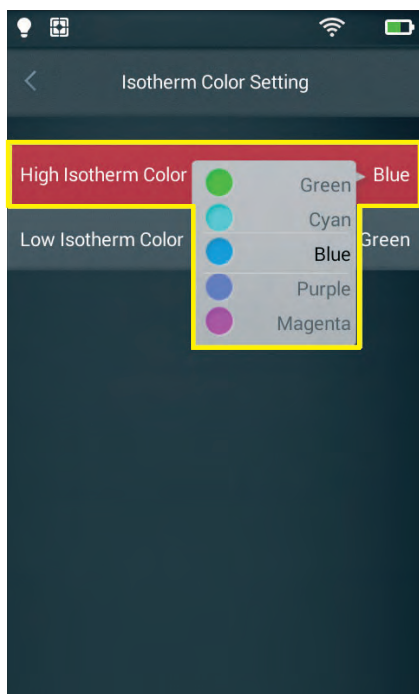 Isotherm Color Setting
High Isotherm Color Blue
Green
Cyan
Low Isotherm Color Green
Blue
Purple
Magenta